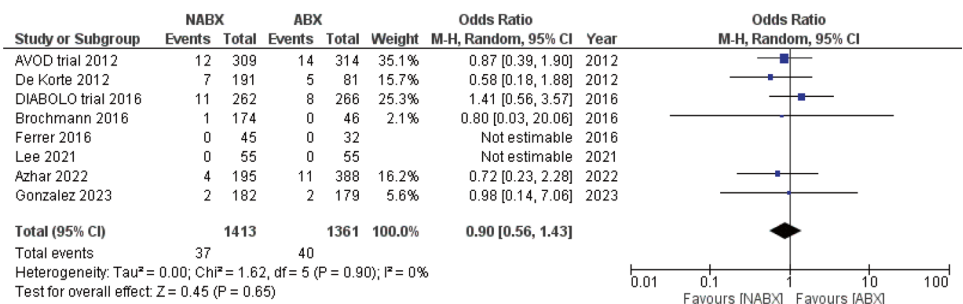 NABX ABX Odds Ratio Odds Ratio
Study or Subgroup Events Total Events Total Weight M-H, Random, 95% CI Year M-H, Random, 95% CI
AVOD trial 2012 12 309 14 314 35.1% 0.87 [0.39, 1.90] 2012
De Korte 2012 7 191 5 81 15.7% 0.58 [0.18, 1.88] 2012
DIABOLO trial 2016 11 262 8 266 25.3% 1.41 [0.56, 3.57] 2016
Brochmann 2016 1 174 0 46 2.1% 0.80 [0.03, 20.06] 2016
Ferrer 2016 0 45 0 32 Not estimable 2016
Lee 2021 0 55 0 55 Not estimable 2021
Azhar 2022 4 195 11 388 16.2% 0.72 [0.23, 2.28] 2022
Gonzalez 2023 2 182 2 179 5.6% 0.98 [0.14, 7.06] 2023
Total (95% CI) 1413 1361 100.0% 0.90 [0.56, 1.43]
Total events 37 40
Heterogeneity: Tau² = 0.00; Chi² = 1.62, df = 5 (P = 0.90); I² = 0%
Test for overall effect: Z = 0.45 (P = 0.65)
0.01 0.1 1 10 100
Favours [NABX] Favours [ABX]